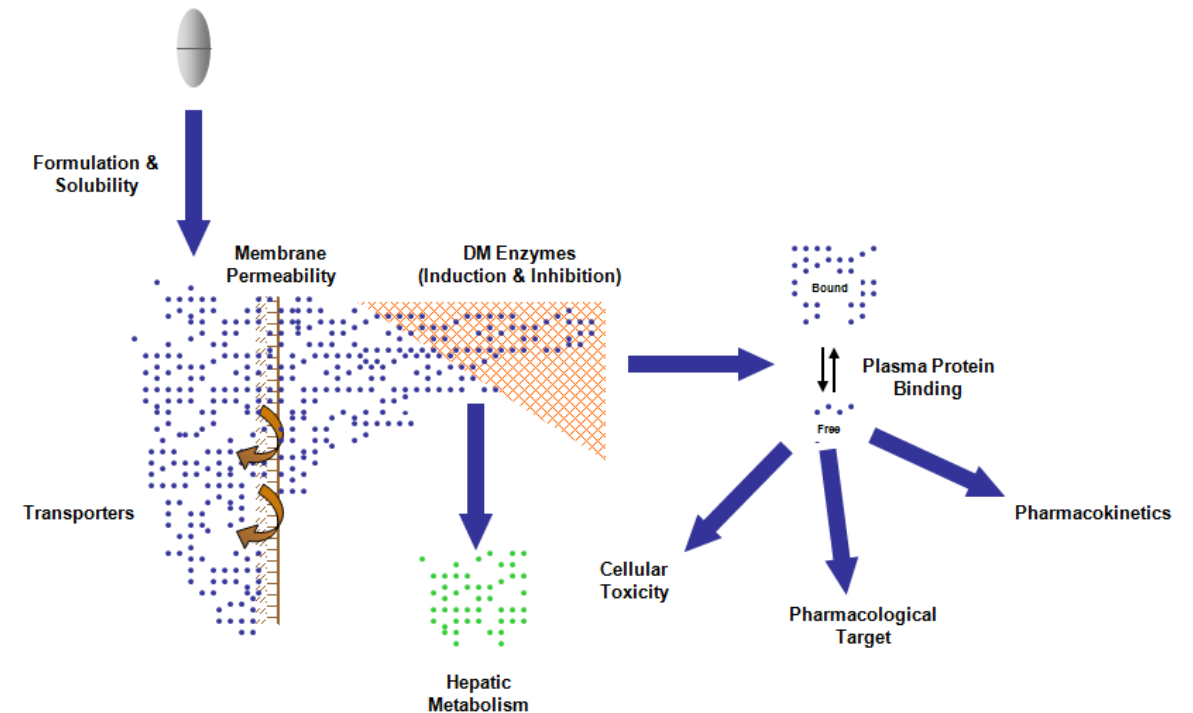 Formulation &
Solubility
Membrane
Permeability
DM Enzymes
(Induction & Inhibition)
Bound
Plasma Protein
Binding
Free
Transporters
Pharmacokinetics
Cellular
Toxicity
Pharmacological
Target
Hepatic
Metabolism